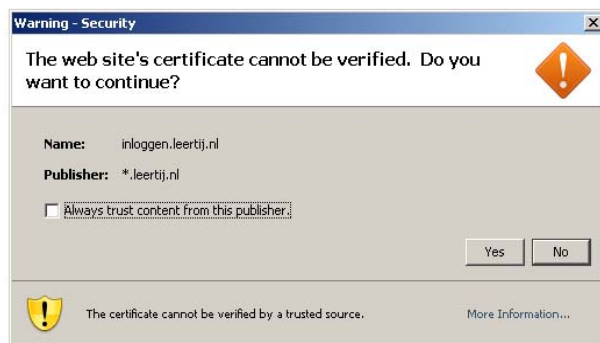 Warning - Security
The web site's certificate cannot be verified. Do you
want to continue?
Name: inloggen.leertij.nl
Publisher: *.leertij.nl
Always trust content from this publisher.
Yes No
The certificate cannot be verified by a trusted source. More Information...